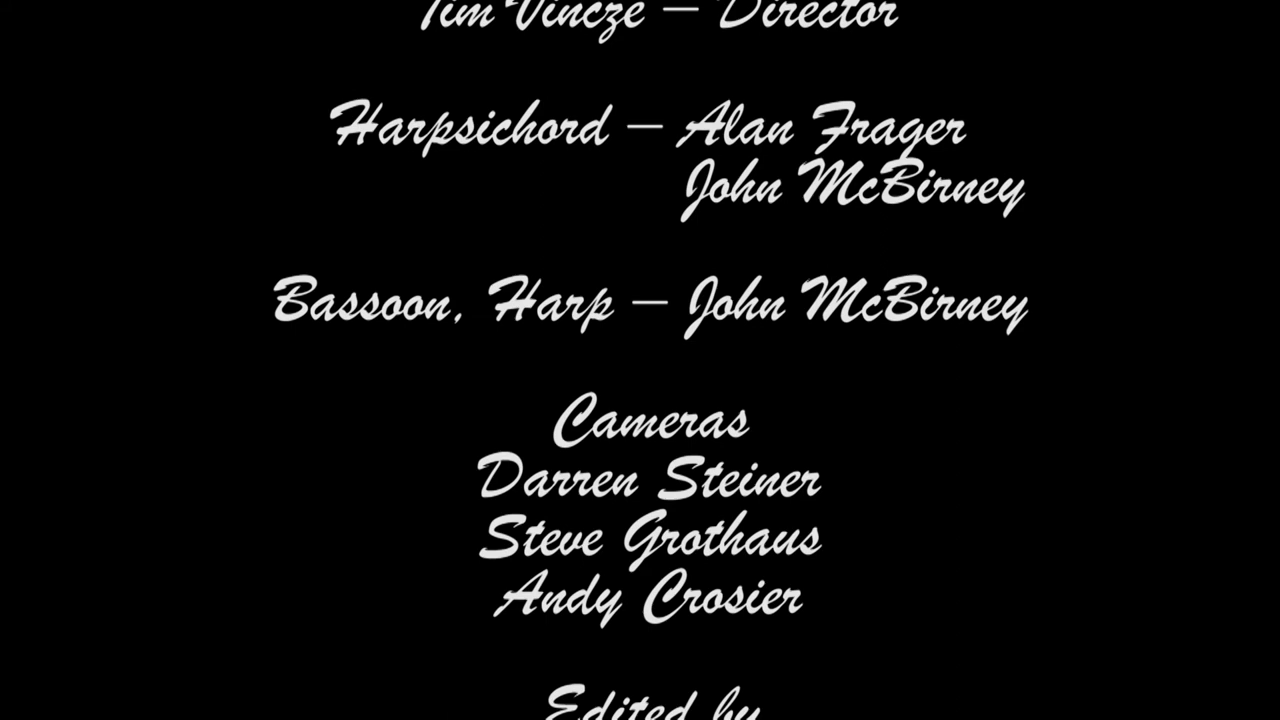 Tim Vincze — Director
Harpsichord — Alan Frager
John McBirney
Bassoon, Harp — John McBirney
Cameras
Darren Steiner
Steve Grothaus
Andy Crosier
Edited by